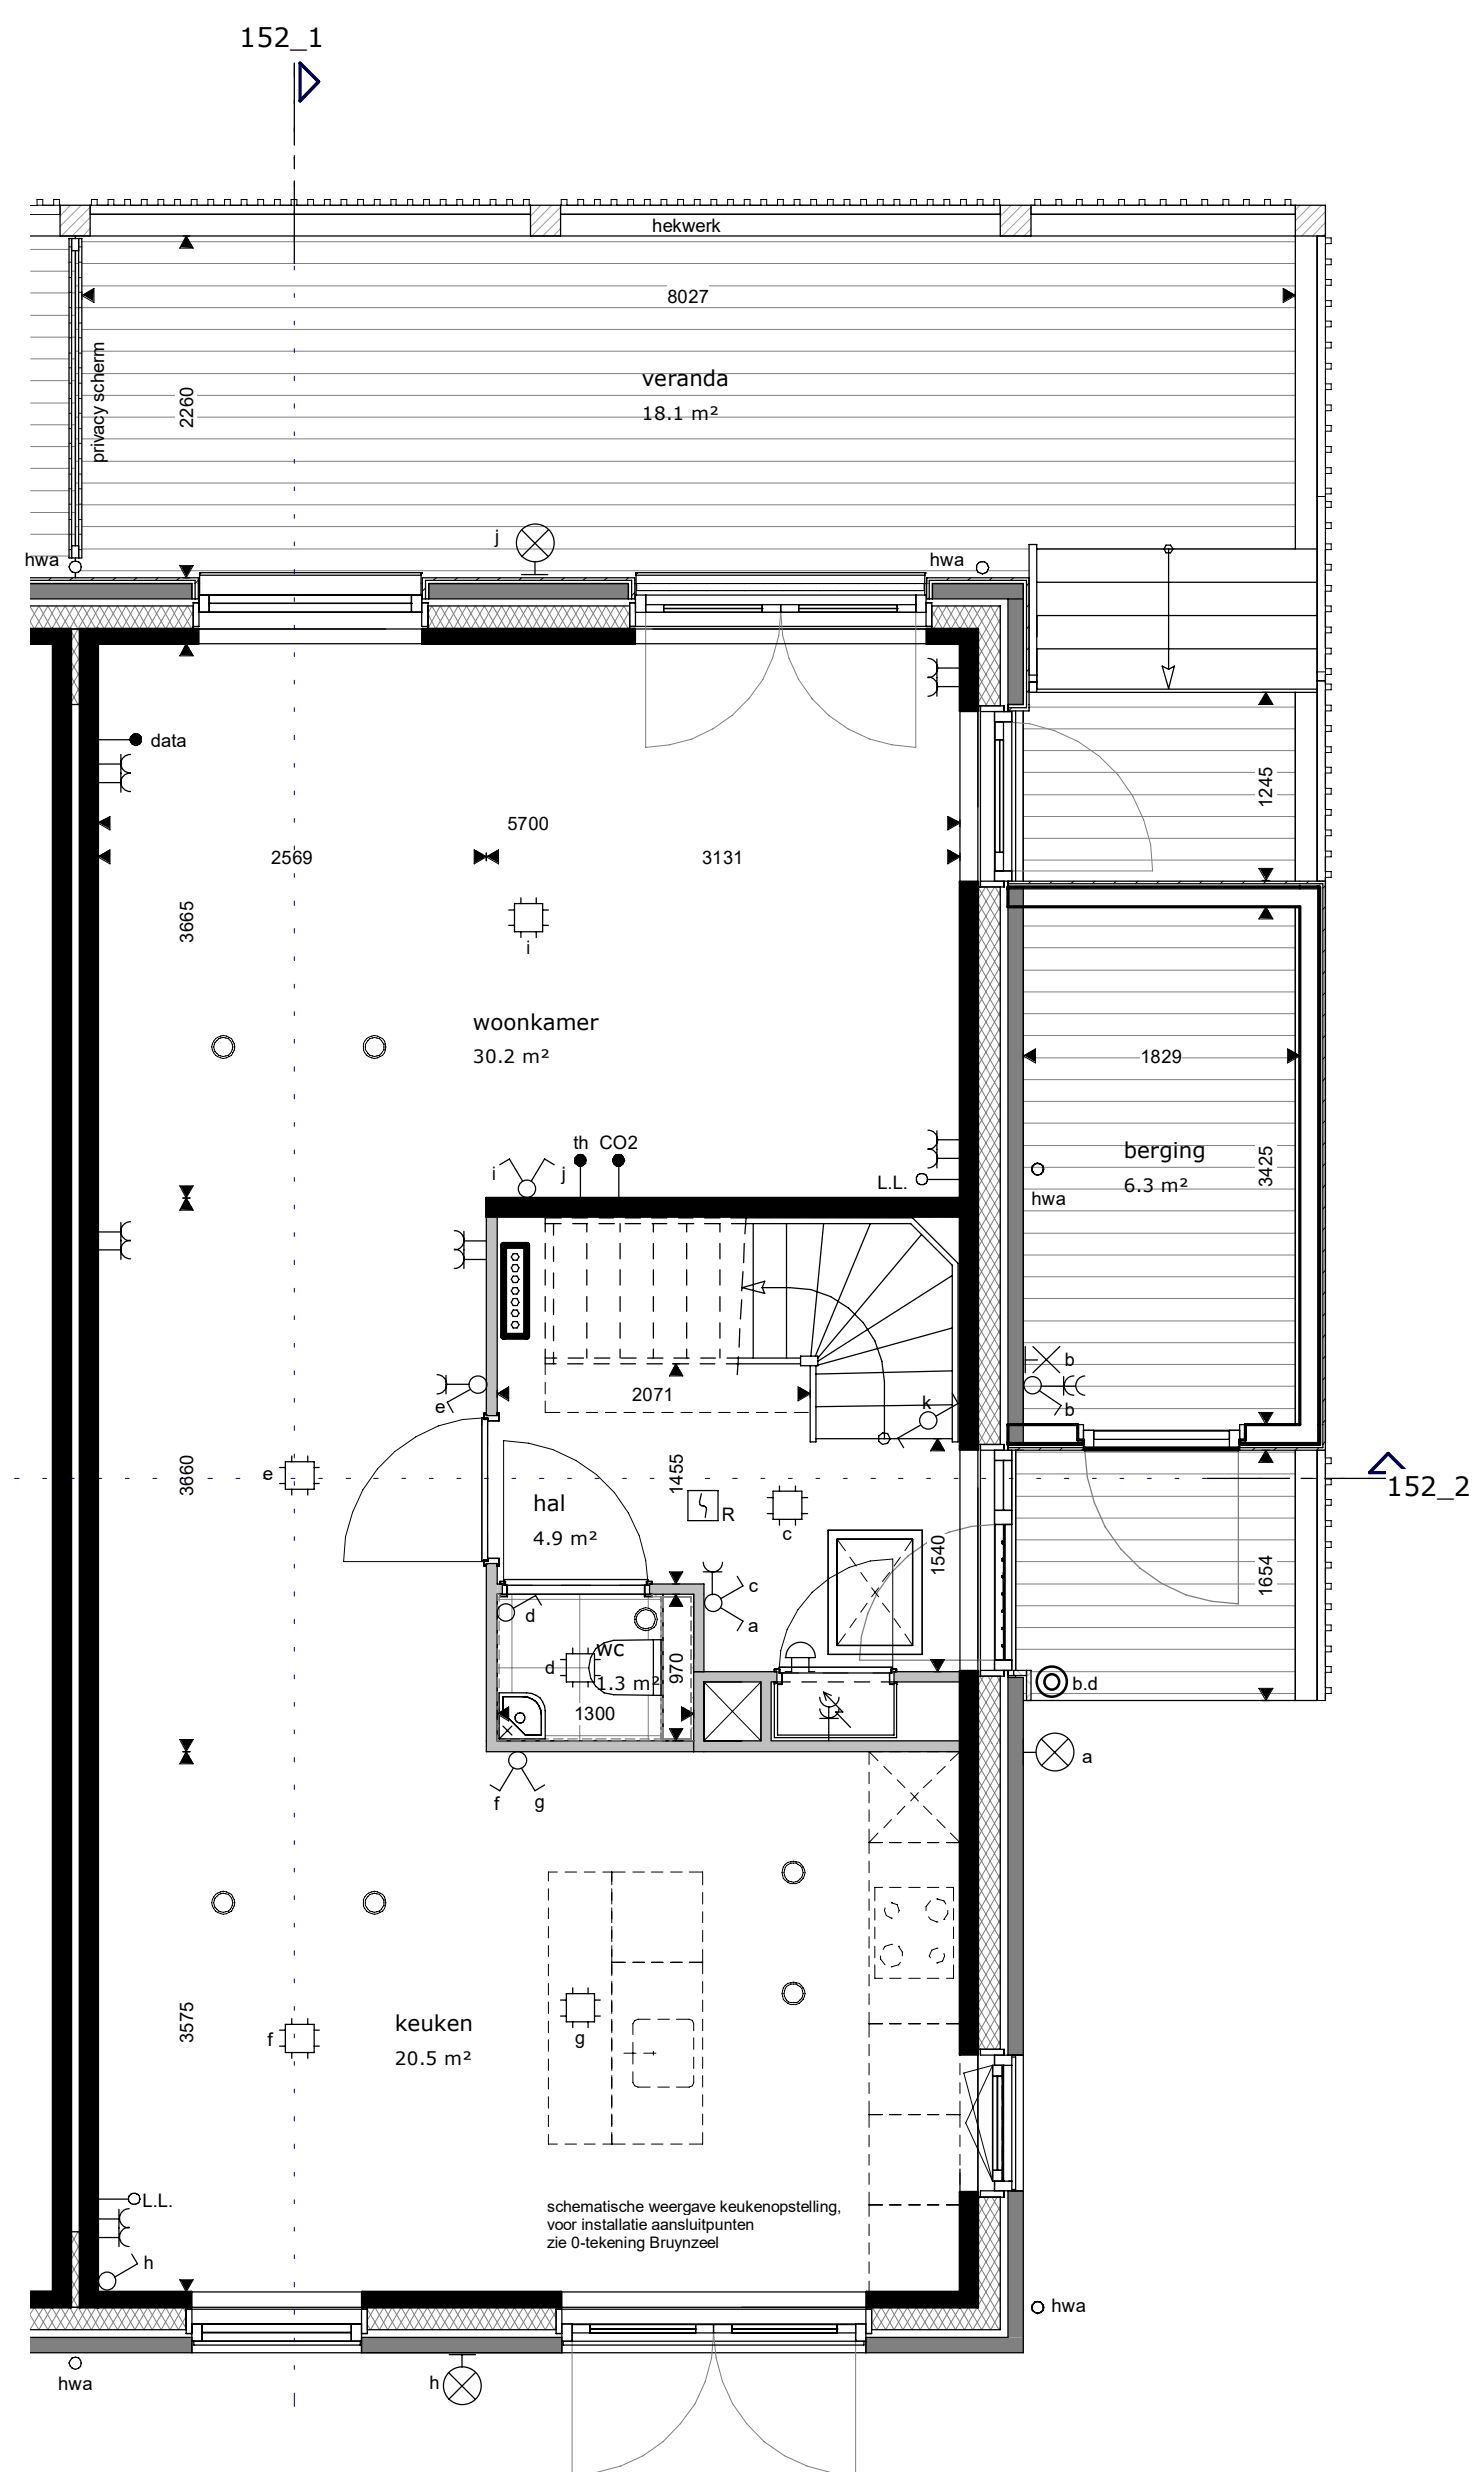 152_1
hekwerk
8027
privacy scherm
2260
veranda
18.1 m²
j
hwa
hwa
data
1245
5700
2569
3131
3665
i
woonkamer
30.2 m²
1829
th CO2
i
j
L.L.
berging
6.3 m²
3425
hwa
b
b
e
2071
k
3660
e
1455
hal
4.9 m²
R
c
1540
1654
152_2
d
c
a
d
wc
1.3 m²
970
1300
b.d
a
f
g
3575
f
keuken
20.5 m²
g
L.L.
h
schematische weergave keukenopstelling,
voor installatie aansluitpunten
zie 0-tekening Bruynzeel
hwa
hwa
h